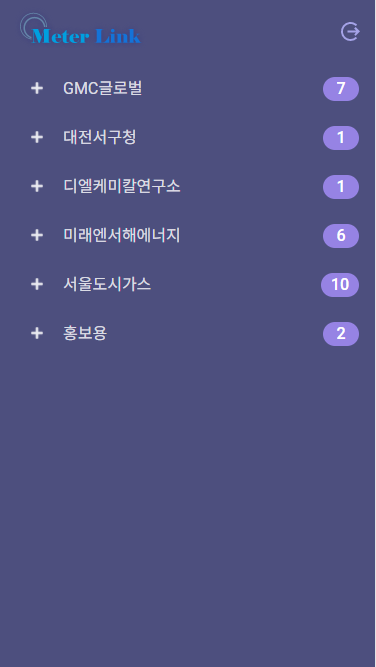 Meter Link
GMC글로벌 7
대전서구청 1
디엘케미칼연구소 1
미래엔서해에너지 6
서울도시가스 10
홍보용 2